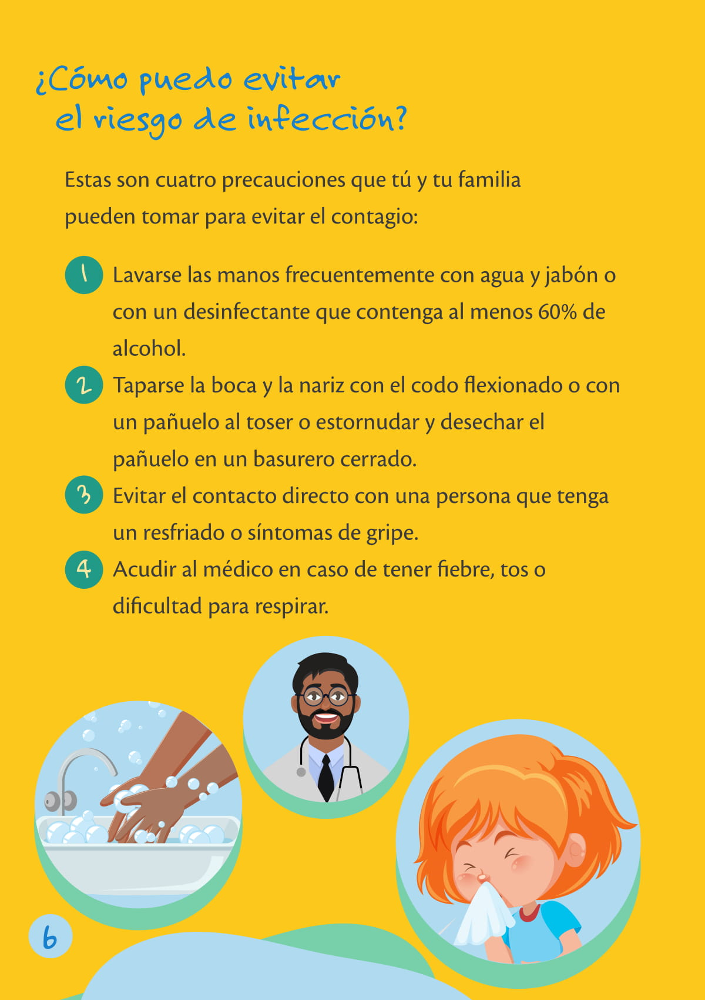 ¿Cómo puedo evitar
el riesgo de infección?
Estas son cuatro precauciones que tú y tu familia
pueden tomar para evitar el contagio:
1 Lavarse las manos frecuentemente con agua y jabón o
con un desinfectante que contenga al menos 60% de
alcohol.
2 Taparse la boca y la nariz con el codo flexionado o con
un pañuelo al toser o estornudar y desechar el
pañuelo en un basurero cerrado.
3 Evitar el contacto directo con una persona que tenga
un resfriado o síntomas de gripe.
4 Acudir al médico en caso de tener fiebre, tos o
dificultad para respirar.
6